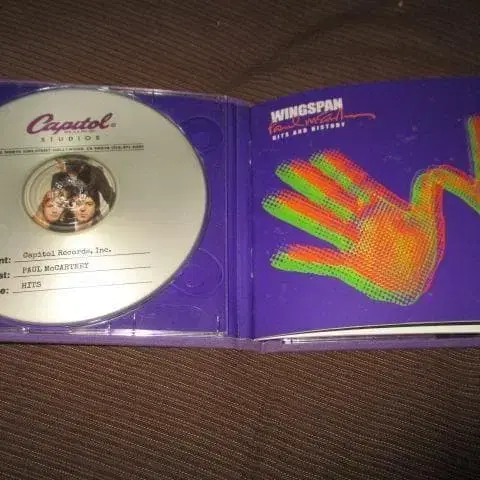 Capitol®
STUDIOS
nt: Capitol Records, Inc.
st: PAUL McCARTNEY
e: HITS
WINGSPAN
Paul McCartney
HITS AND HISTORY